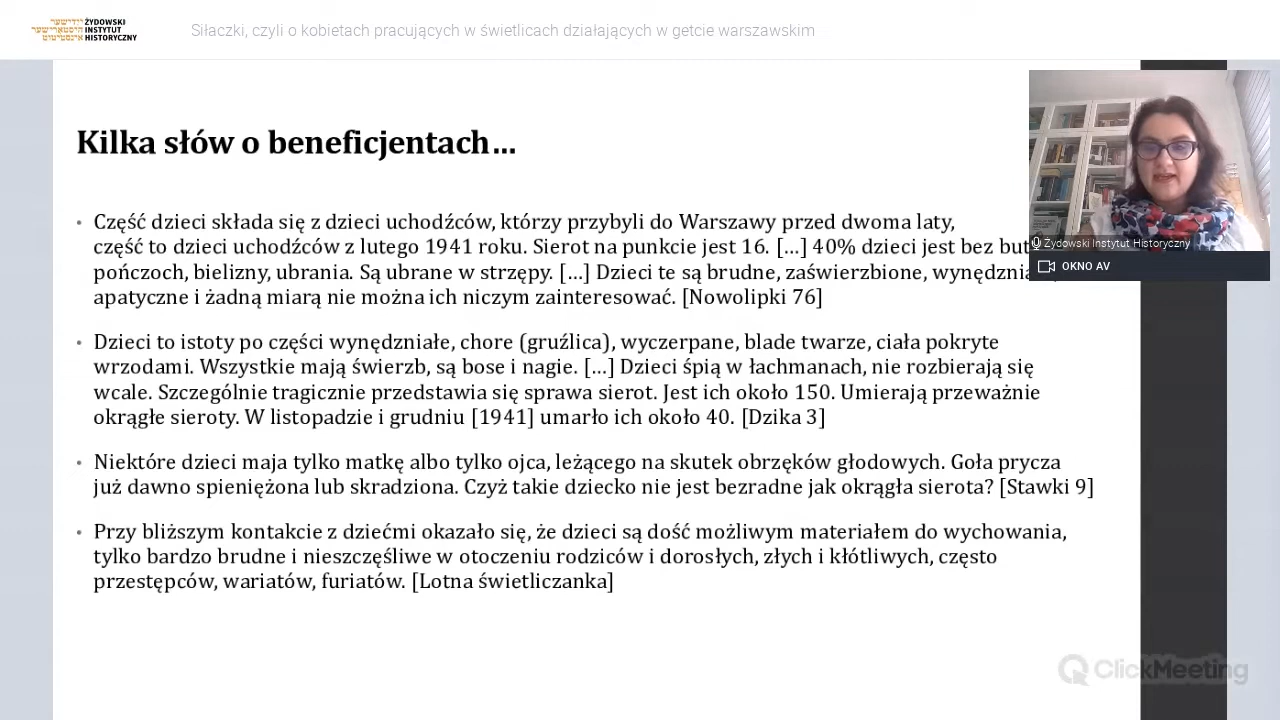 ייִדישער
היסטאָרישער
אינסטיטוט
ŻYDOWSKI
INSTYTUT
HISTORYCZNY
Siłaczki, czyli o kobietach pracujących w świetlicach działających w getcie warszawskim
Kilka słów o beneficjentach…
• Część dzieci składa się z dzieci uchodźców, którzy przybyli do Warszawy przed dwoma laty,
część to dzieci uchodźców z lutego 1941 roku. Sierot na punkcie jest 16. […] 40% dzieci jest bez
pończoch, bielizny, ubrania. Są ubrane w strzępy. […] Dzieci te są brudne, zaświerzbione,
apatyczne i żadną miarą nie można ich niczym zainteresować. [Nowolipki 76]
• Dzieci to istoty po części wynędzniałe, chore (gruźlica), wyczerpane, blade twarze, ciała pokryte
wrzodami. Wszystkie mają świerzb, są bose i nagie. […] Dzieci śpią w łachmanach, nie rozbierają się
wcale. Szczególnie tragicznie przedstawia się sprawa sierot. Jest ich około 150. Umierają przeważnie
okrągłe sieroty. W listopadzie i grudniu [1941] umarło ich około 40. [Dzika 3]
• Niektóre dzieci maja tylko matkę albo tylko ojca, leżącego na skutek obrzęków głodowych. Goła prycza
już dawno spieniężona lub skradziona. Czyż takie dziecko nie jest bezradne jak okrągła sierota? [Stawki 9]
• Przy bliższym kontakcie z dziećmi okazało się, że dzieci są dość możliwym materiałem do wychowania,
tylko bardzo brudne i nieszczęśliwe w otoczeniu rodziców i dorosłych, złych i kłótliwych, często
przestępców, wariatów, furiatów. [Lotna świetliczanka]
Żydowski Instytut Historyczny
OKNO AV
ClickMeeting